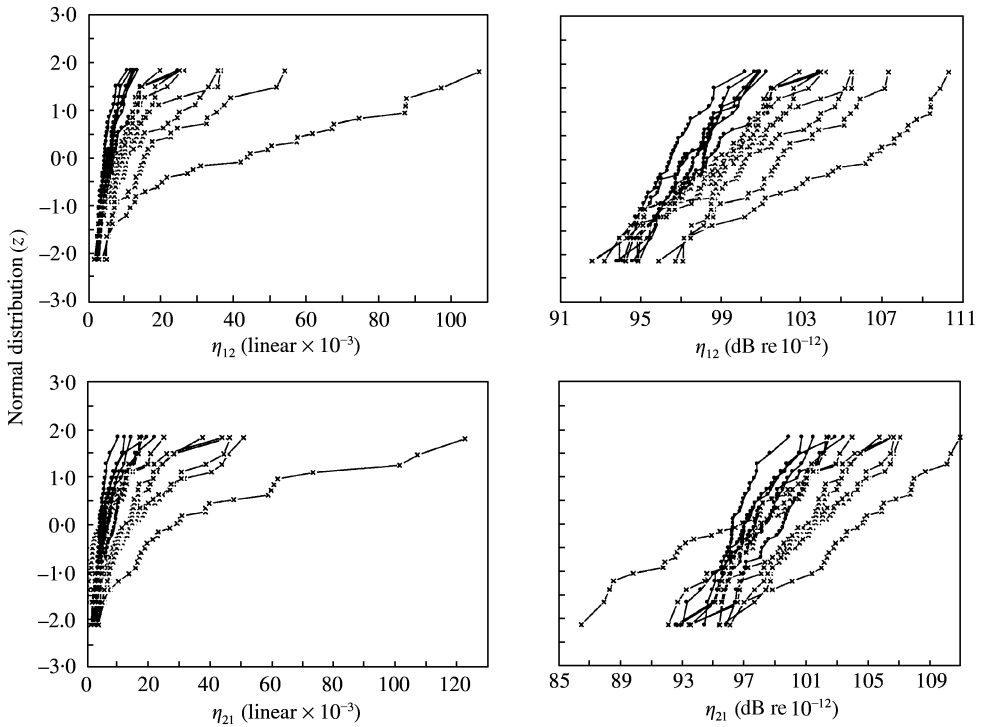 Normal distribution (z)
3·0
2·0
1·0
0·0
–1·0
–2·0
–3·0
0 20 40 60 80 100
η12 (linear × 10–3)
91 95 99 103 107 111
η12 (dB re 10–12)
3·0
2·0
1·0
0·0
–1·0
–2·0
–3·0
0 20 40 60 80 100 120
η21 (linear × 10–3)
85 89 93 97 101 105 109
η21 (dB re 10–12)